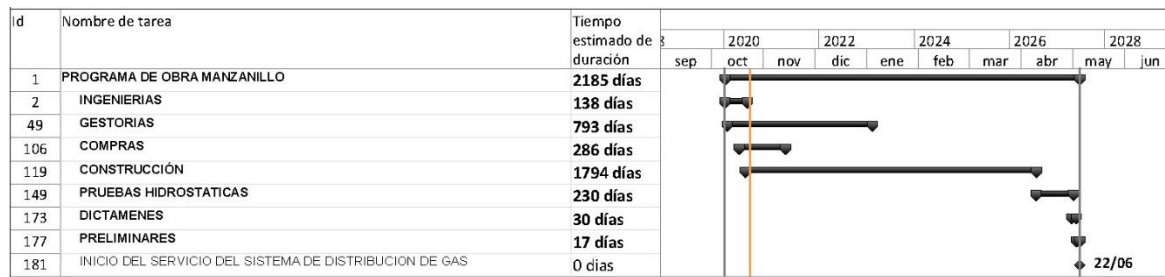 Id Nombre de tarea Tiempo estimado de duración
8 2020 2022 2024 2026 2028
sep oct nov dic ene feb mar abr may jun
1 PROGRAMA DE OBRA MANZANILLO 2185 días
2 INGENIERIAS 138 días
49 GESTORIAS 793 días
106 COMPRAS 286 días
119 CONSTRUCCIÓN 1794 días
149 PRUEBAS HIDROSTATICAS 230 días
173 DICTAMENES 30 días
177 PRELIMINARES 17 días
181 INICIO DEL SERVICIO DEL SISTEMA DE DISTRIBUCION DE GAS 0 dias 22/06